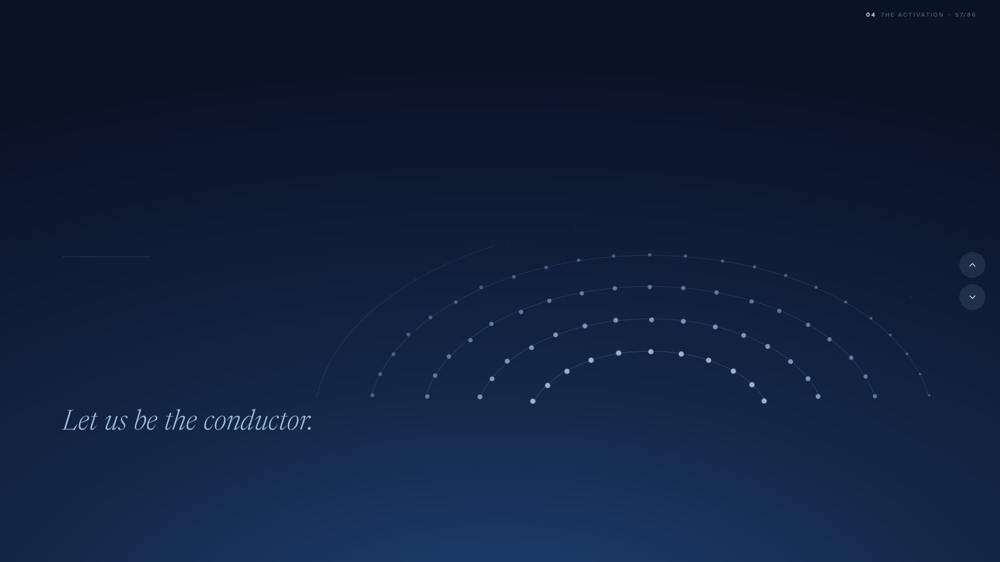 04 THE ACTIVATION · 57/86
Let us be the conductor.